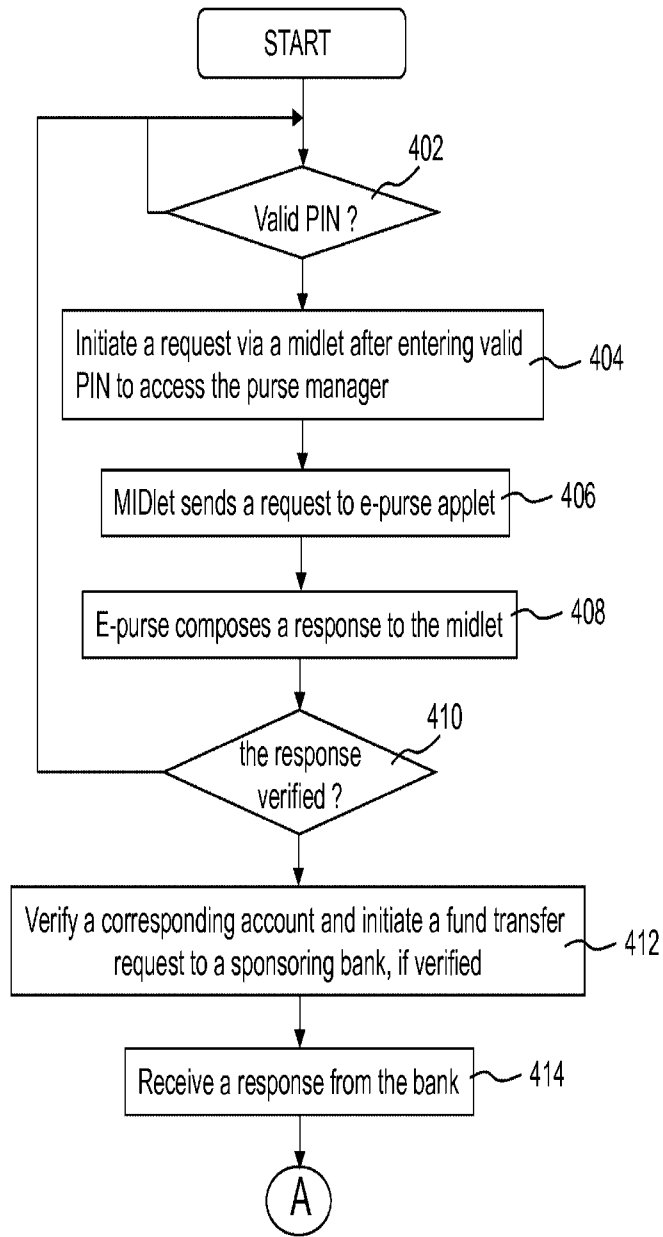 START
402
Valid PIN ?
Initiate a request via a midlet after entering valid
PIN to access the purse manager
404
MIDlet sends a request to e-purse applet
406
E-purse composes a response to the midlet
408
410
the response
verified ?
Verify a corresponding account and initiate a fund transfer
request to a sponsoring bank, if verified
412
Receive a response from the bank
414
A